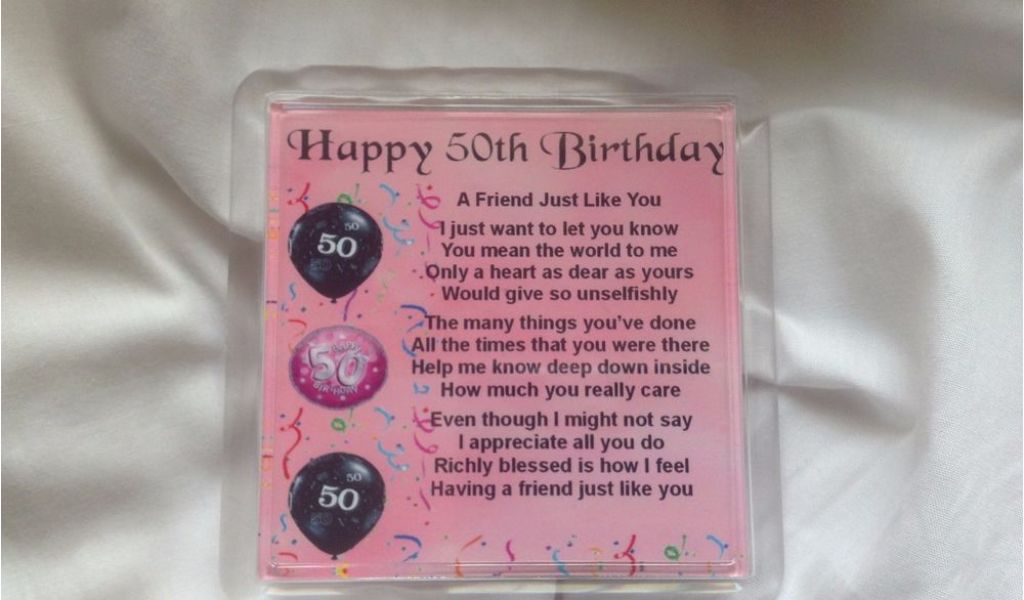 Happy 50th Birthday
A Friend Just Like You
I just want to let you know
You mean the world to me
Only a heart as dear as yours
Would give so unselfishly
The many things you've done
All the times that you were there
Help me know deep down inside
How much you really care
Even though I might not say
I appreciate all you do
Richly blessed is how I feel
Having a friend just like you
50
50
HAPPY
50
BIRTHDAY
50
50